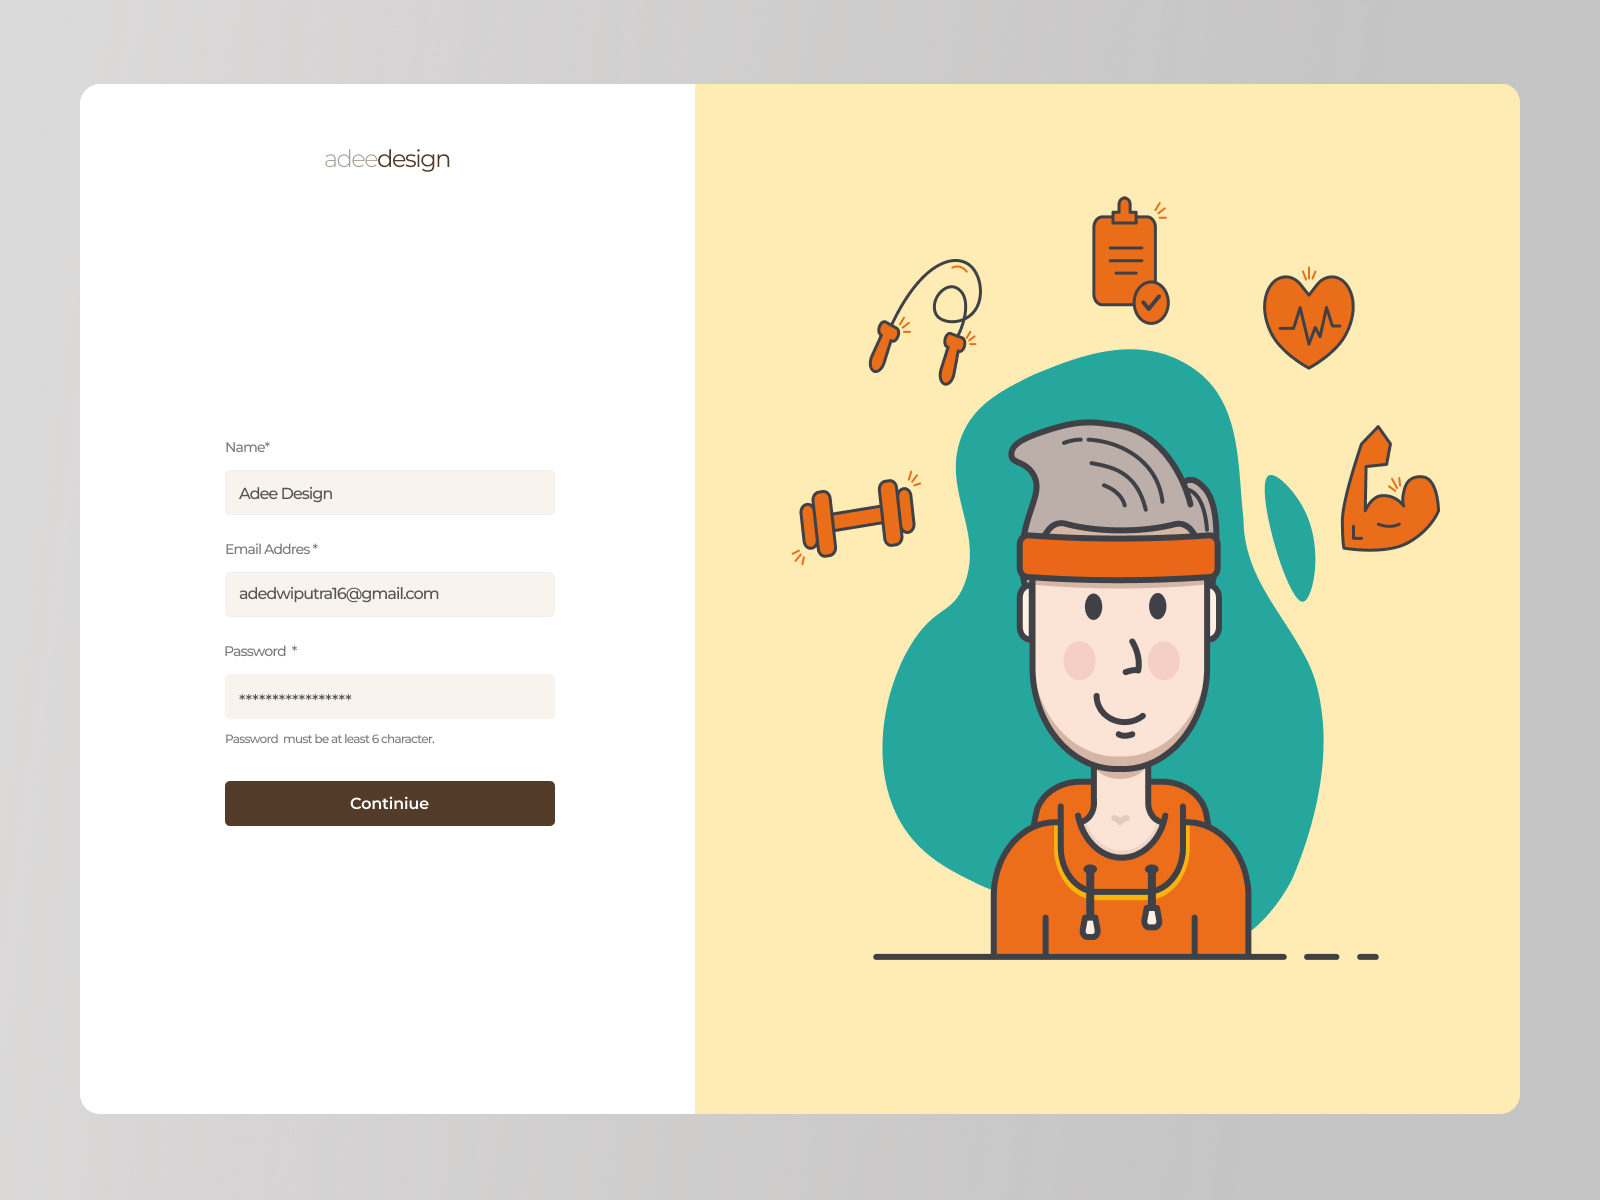 adeedesign
Name*
Adee Design
Email Addres *
adedwiputra16@gmail.com
Password *
*****************
Password must be at least 6 character.
Continiue